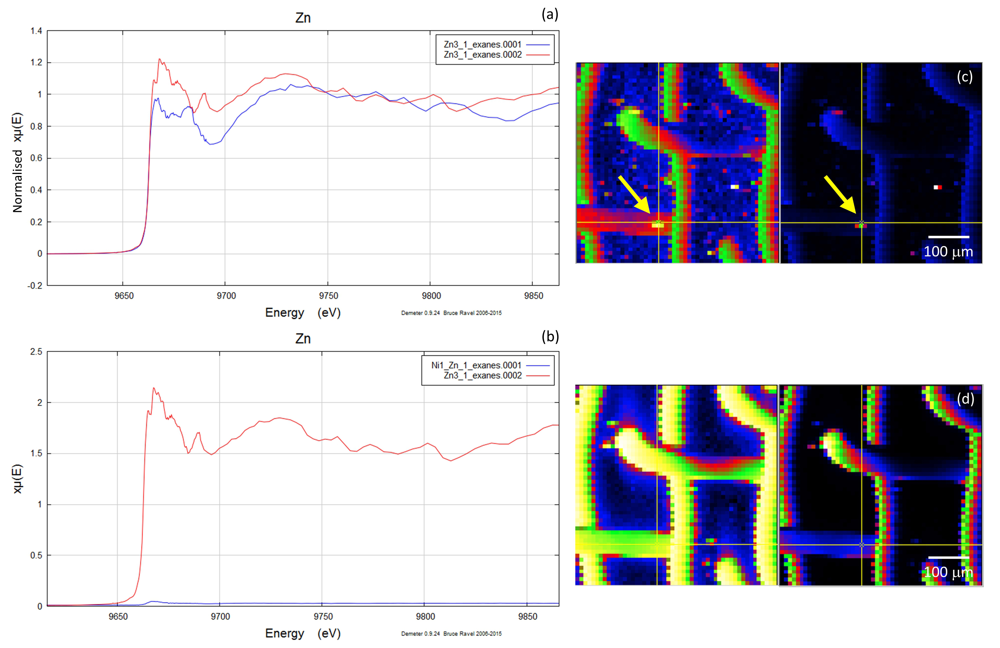 Zn
(a)
1.4
1.2
1
0.8
0.6
0.4
0.2
0
-0.2
Normalised xμ(E)
Zn3_1_exanes.0001
Zn3_1_exanes.0002
9650
9700
9750
9800
9850
Energy (eV)
Demeter 0.9.24 Bruce Ravel 2006-2015
(c)
100 μm
Zn
(b)
2.5
2
1.5
1
0.5
0
xμ(E)
Ni1_Zn_1_exanes.0001
Zn3_1_exanes.0002
9650
9700
9750
9800
9850
Energy (eV)
Demeter 0.9.24 Bruce Ravel 2006-2015
(d)
100 μm